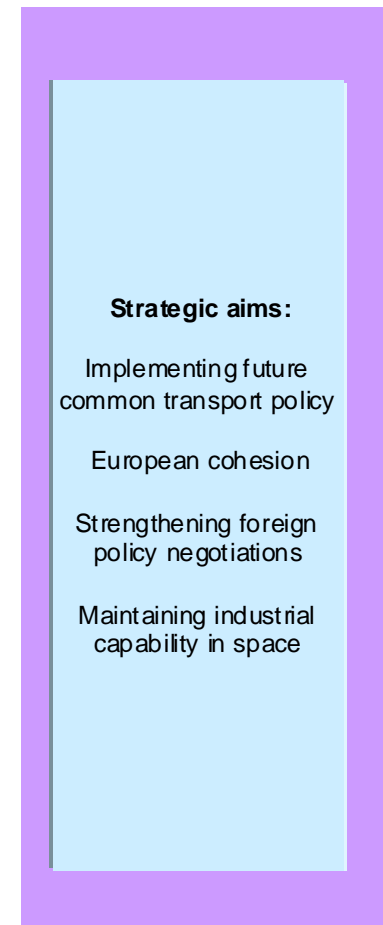 Strategic aims:
Implementing future
common transport policy
European cohesion
Strengthening foreign
policy negotiations
Maintaining industrial
capability in space